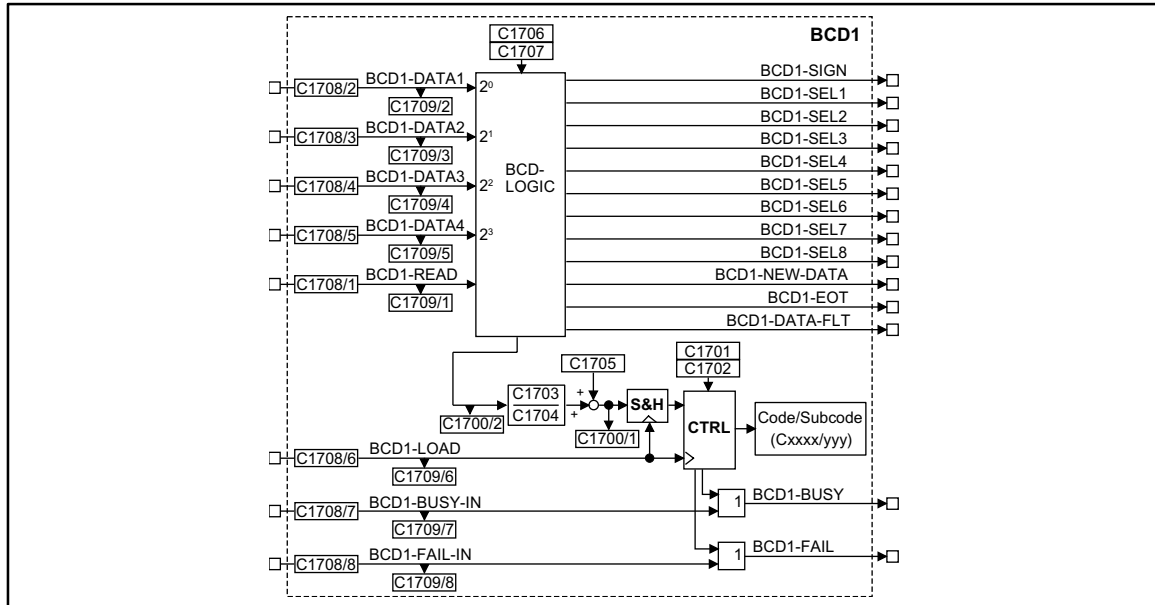 BCD1
C1706
C1707
C1708/2
BCD1-DATA1
C1709/2
2⁰
C1708/3
BCD1-DATA2
C1709/3
2¹
C1708/4
BCD1-DATA3
C1709/4
2²
C1708/5
BCD1-DATA4
C1709/5
2³
C1708/1
BCD1-READ
C1709/1
BCD-
LOGIC
BCD1-SIGN
BCD1-SEL1
BCD1-SEL2
BCD1-SEL3
BCD1-SEL4
BCD1-SEL5
BCD1-SEL6
BCD1-SEL7
BCD1-SEL8
BCD1-NEW-DATA
BCD1-EOT
BCD1-DATA-FLT
C1700/2
C1703
C1704
C1705
+
+
C1700/1
S&H
C1701
C1702
CTRL
Code/Subcode
(Cxxxx/yyy)
C1708/6
BCD1-LOAD
C1709/6
C1708/7
BCD1-BUSY-IN
C1709/7
1
BCD1-BUSY
C1708/8
BCD1-FAIL-IN
C1709/8
1
BCD1-FAIL